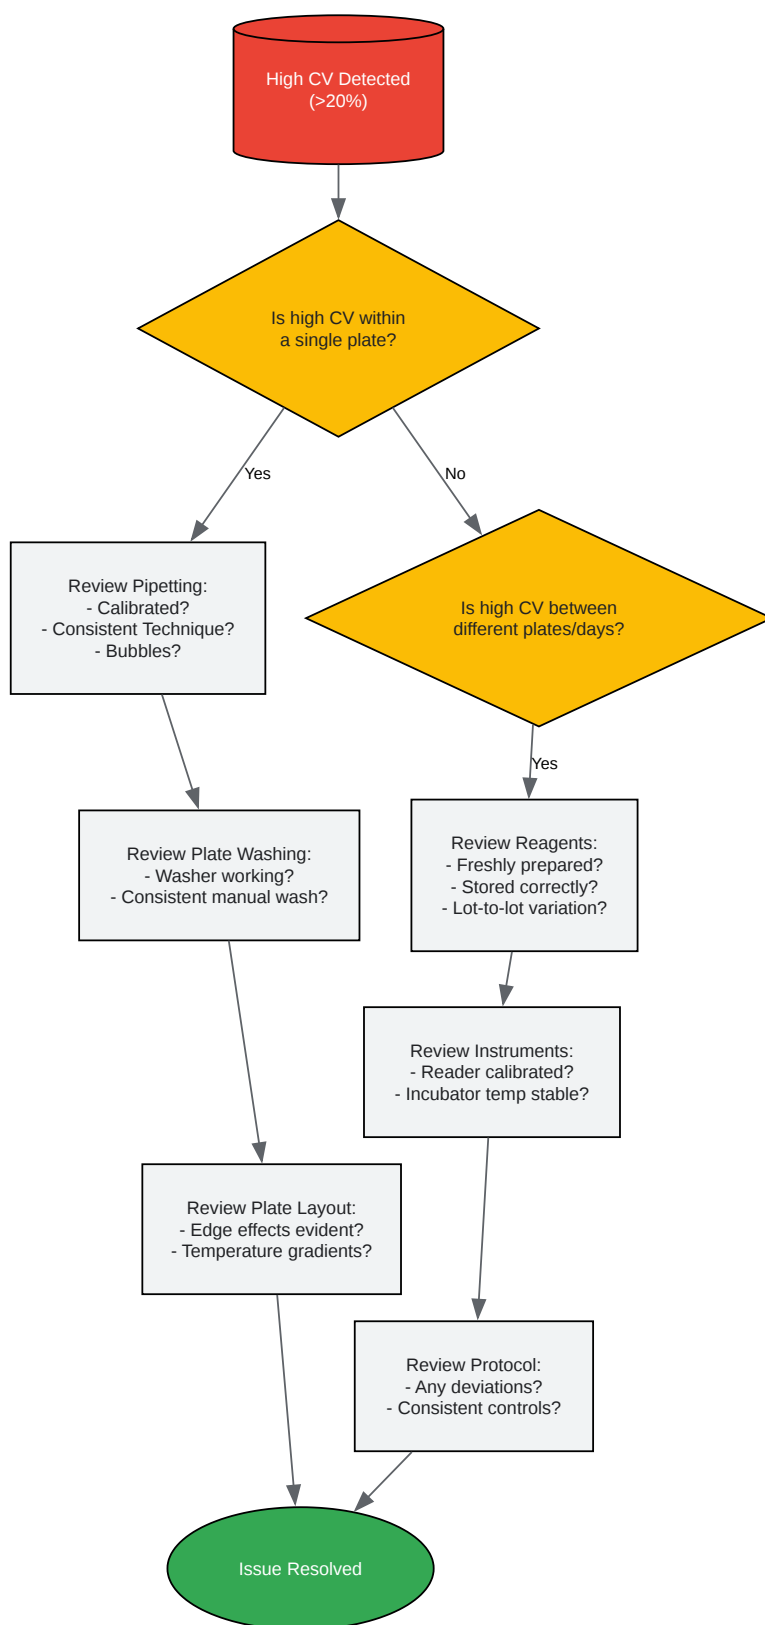 High CV Detected
(>20%)
Is high CV within
a single plate?
Yes
No
Review Pipetting:
- Calibrated?
- Consistent Technique?
- Bubbles?
Is high CV between
different plates/days?
Yes
Review Plate Washing:
- Washer working?
- Consistent manual wash?
Review Reagents:
- Freshly prepared?
- Stored correctly?
- Lot-to-lot variation?
Review Instruments:
- Reader calibrated?
- Incubator temp stable?
Review Plate Layout:
- Edge effects evident?
- Temperature gradients?
Review Protocol:
- Any deviations?
- Consistent controls?
Issue Resolved